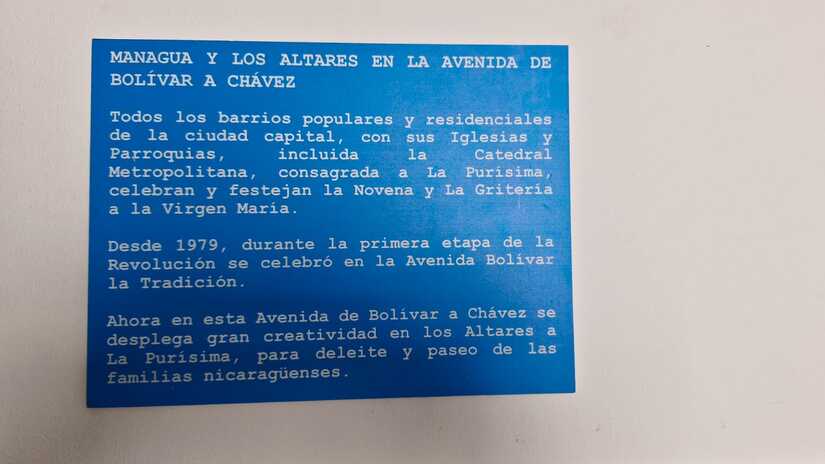 MANAGUA Y LOS ALTARES EN LA AVENIDA DE
BOLÍVAR A CHÁVEZ
Todos los barrios populares y residenciales
de la ciudad capital, con sus Iglesias y
Parroquias, incluida la Catedral
Metropolitana, consagrada a La Purísima,
celebran y festejan la Novena y La Gritería
a la Virgen María.
Desde 1979, durante la primera etapa de la
Revolución se celebró en la Avenida Bolívar
la Tradición.
Ahora en esta Avenida de Bolívar a Chávez se
desplega gran creatividad en los Altares a
La Purísima, para deleite y paseo de las
familias nicaragüenses.